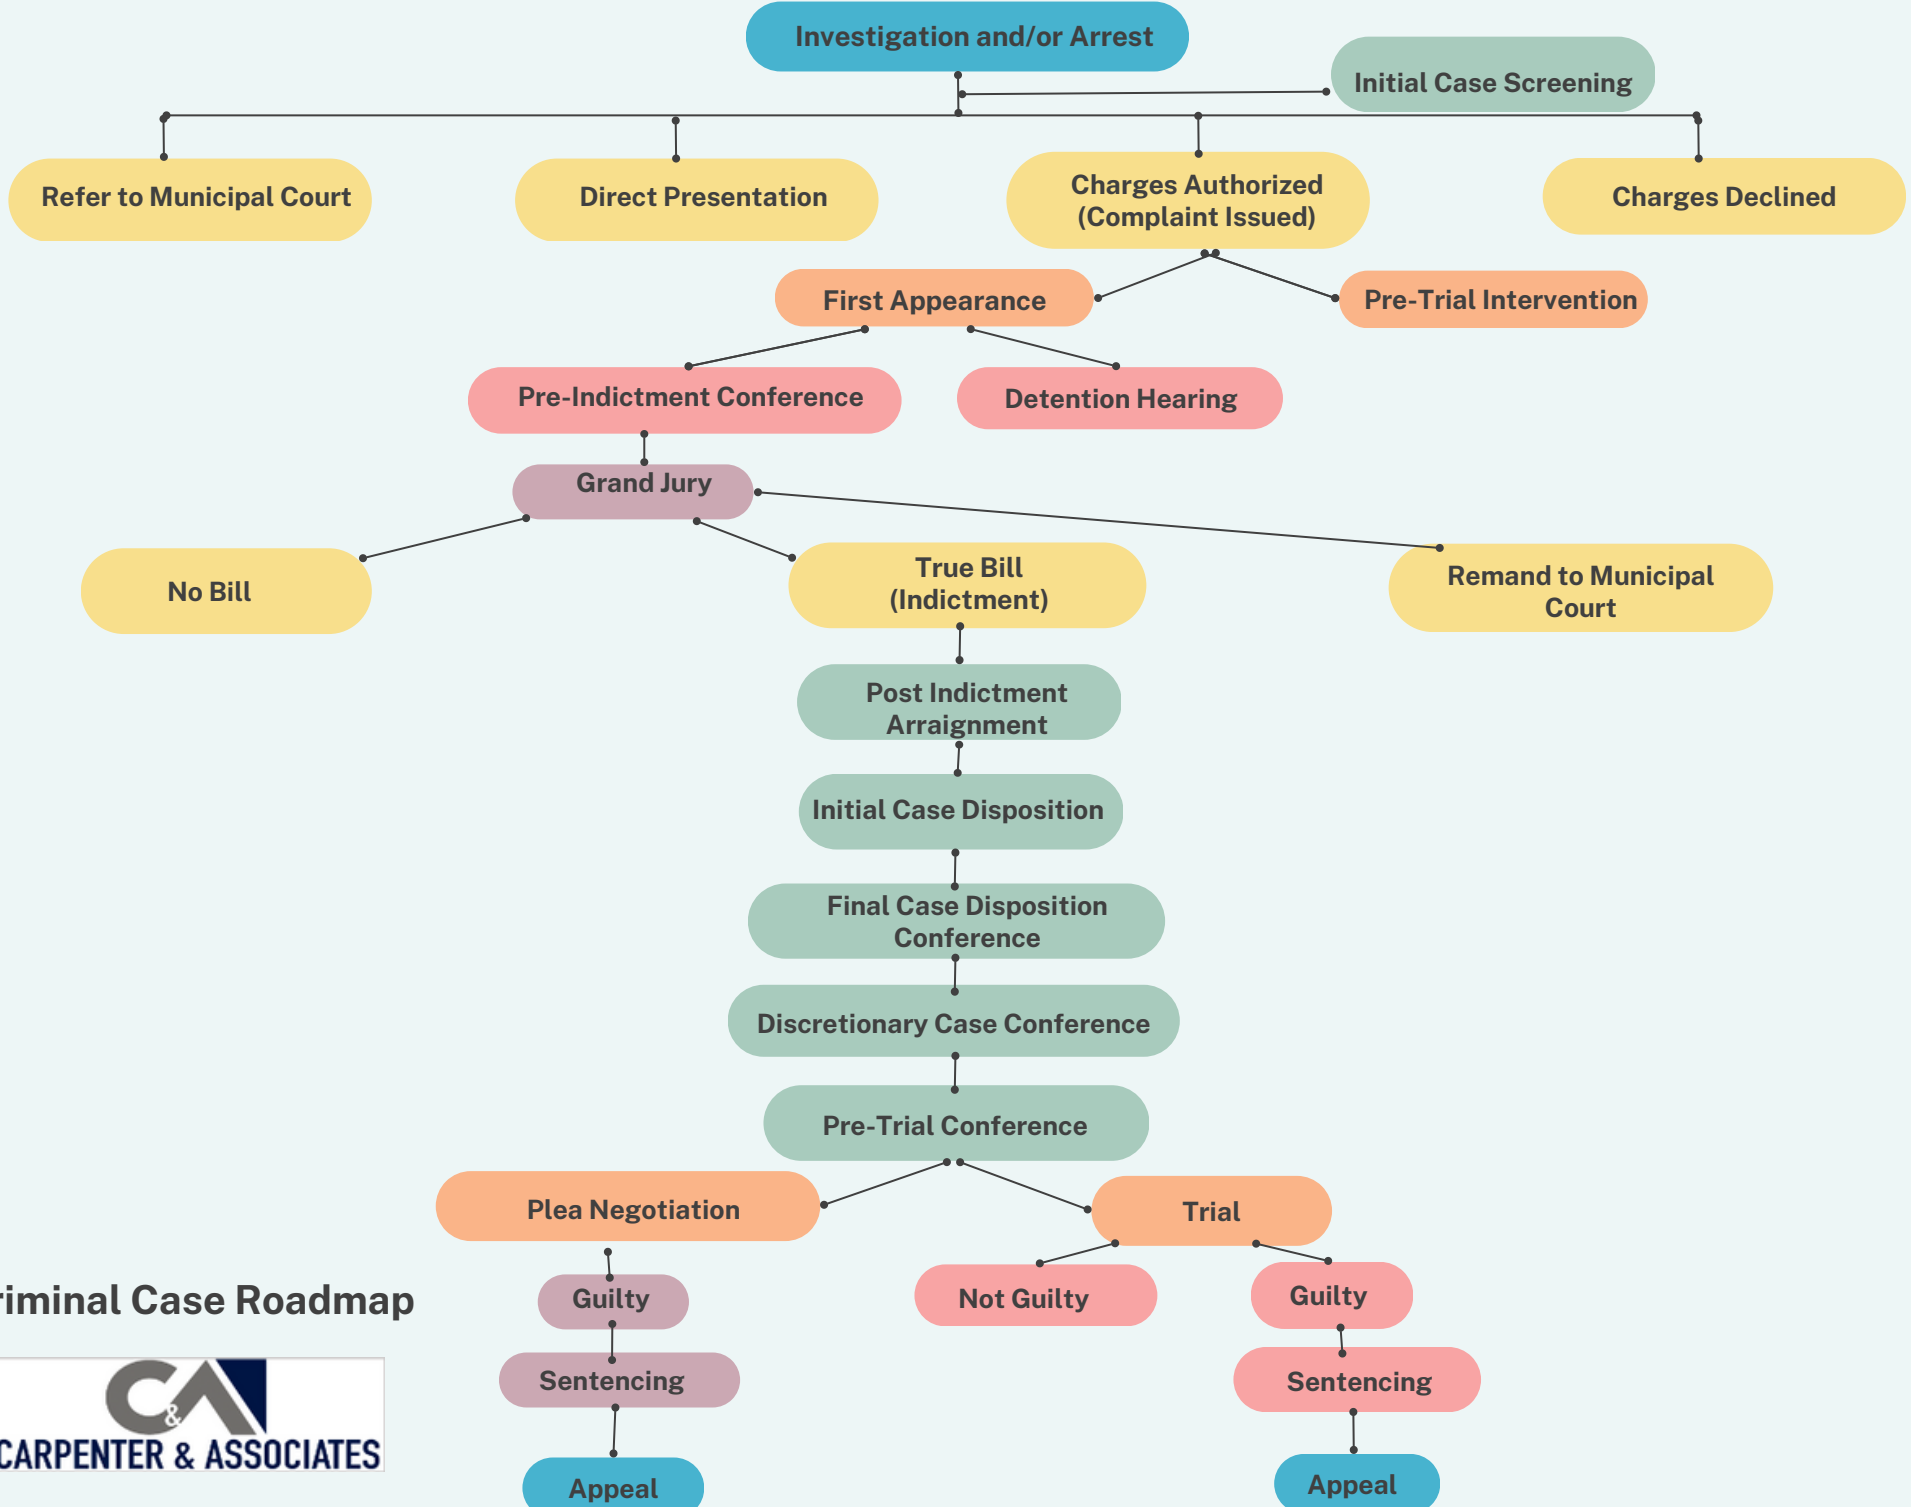 Investigation and/or Arrest
Initial Case Screening
Refer to Municipal Court
Direct Presentation
Charges Authorized
(Complaint Issued)
Charges Declined
First Appearance
Pre-Trial Intervention
Pre-Indictment Conference
Detention Hearing
Grand Jury
No Bill
True Bill
(Indictment)
Remand to Municipal
Court
Post Indictment
Arraignment
Initial Case Disposition
Final Case Disposition
Conference
Discretionary Case Conference
Pre-Trial Conference
Plea Negotiation
Trial
Guilty
Not Guilty
Guilty
Sentencing
Sentencing
Appeal
Appeal
riminal Case Roadmap
C&A
CARPENTER & ASSOCIATES